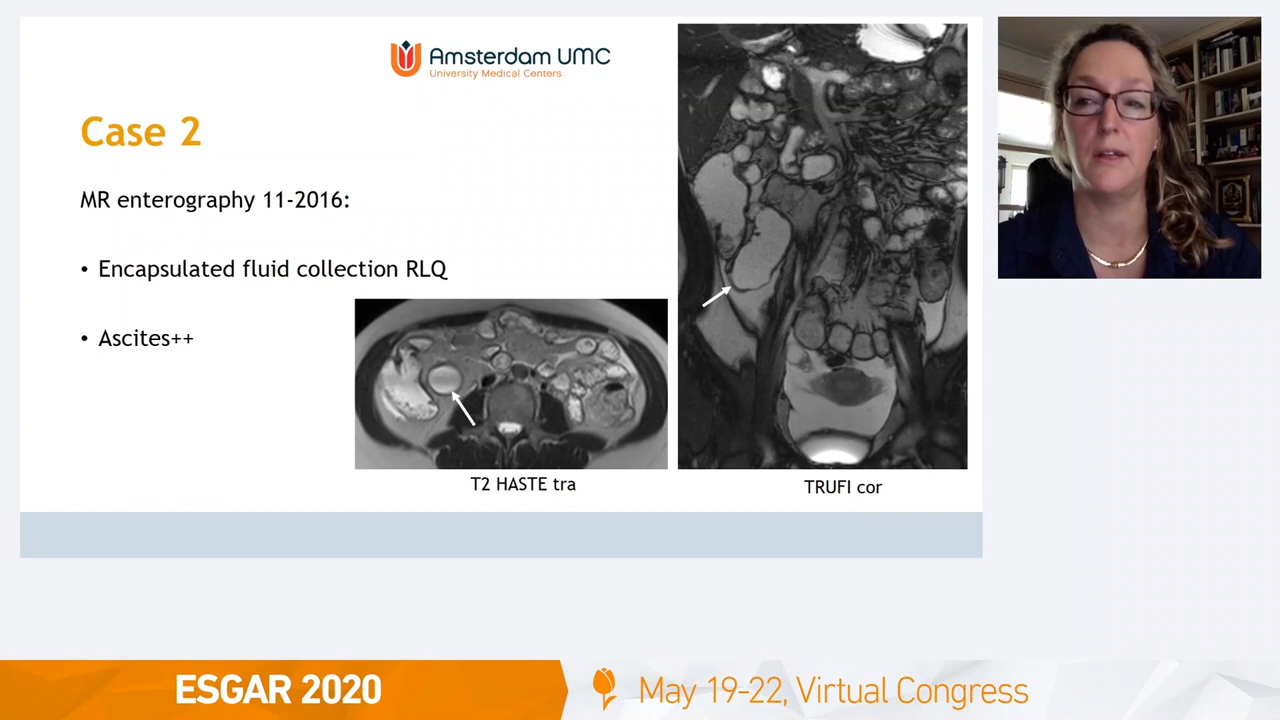 Amsterdam UMC
University Medical Centers
Case 2
MR enterography 11-2016:
• Encapsulated fluid collection RLQ
• Ascites++
T2 HASTE tra
TRUFI cor
ESGAR 2020
May 19-22, Virtual Congress